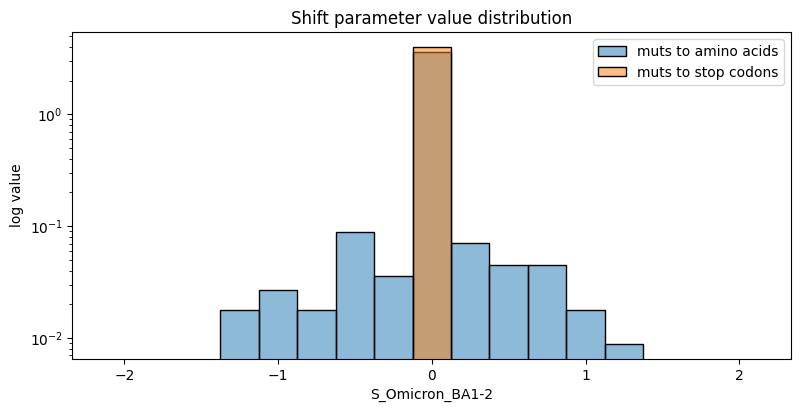 Shift parameter value distribution
muts to amino acids
muts to stop codons
log value
10⁰
10⁻¹
10⁻²
−2
−1
0
1
2
S_Omicron_BA1-2